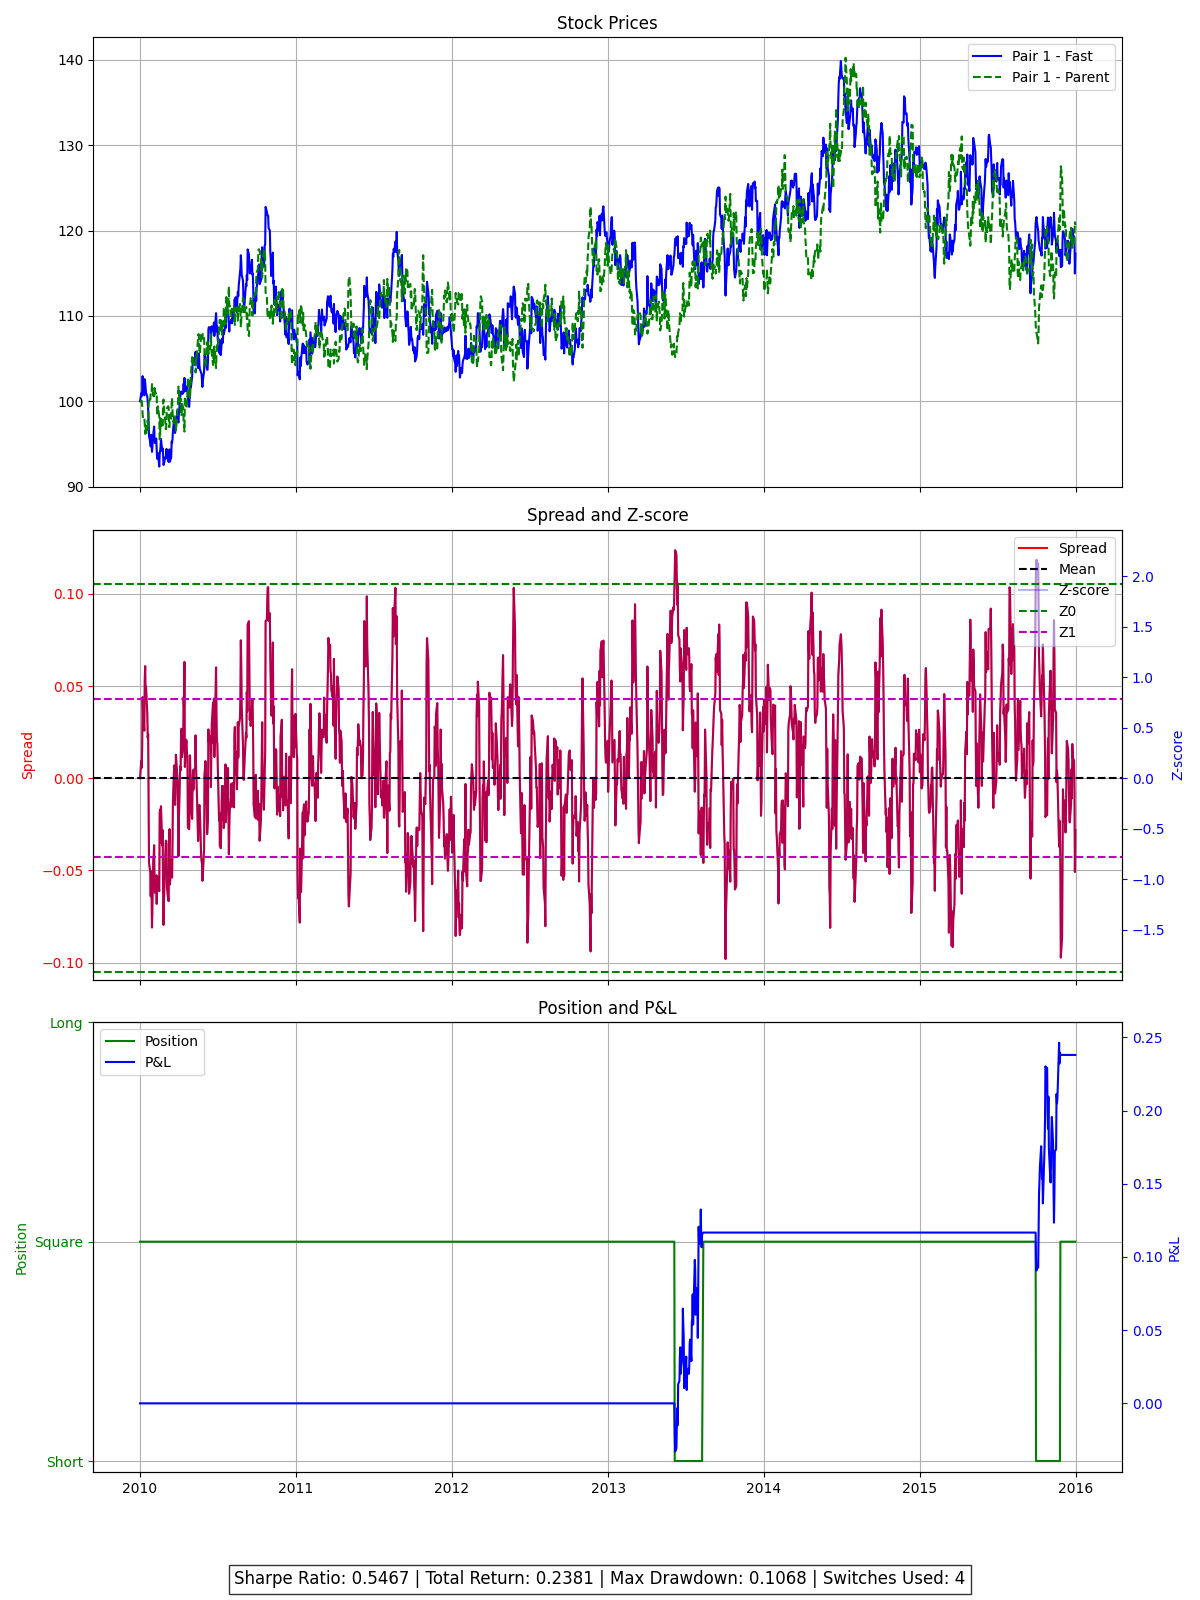 Stock Prices
Pair 1 - Fast
Pair 1 - Parent
140
130
120
110
100
90
Spread and Z-score
Spread
Mean
Z-score
Z0
Z1
0.10
0.05
0.00
−0.05
−0.10
Spread
2.0
1.5
1.0
0.5
0.0
−0.5
−1.0
−1.5
Z-score
Position and P&L
Position
P&L
Long
Square
Short
Position
0.25
0.20
0.15
0.10
0.05
0.00
P&L
2010 2011 2012 2013 2014 2015 2016
Sharpe Ratio: 0.5467 | Total Return: 0.2381 | Max Drawdown: 0.1068 | Switches Used: 4